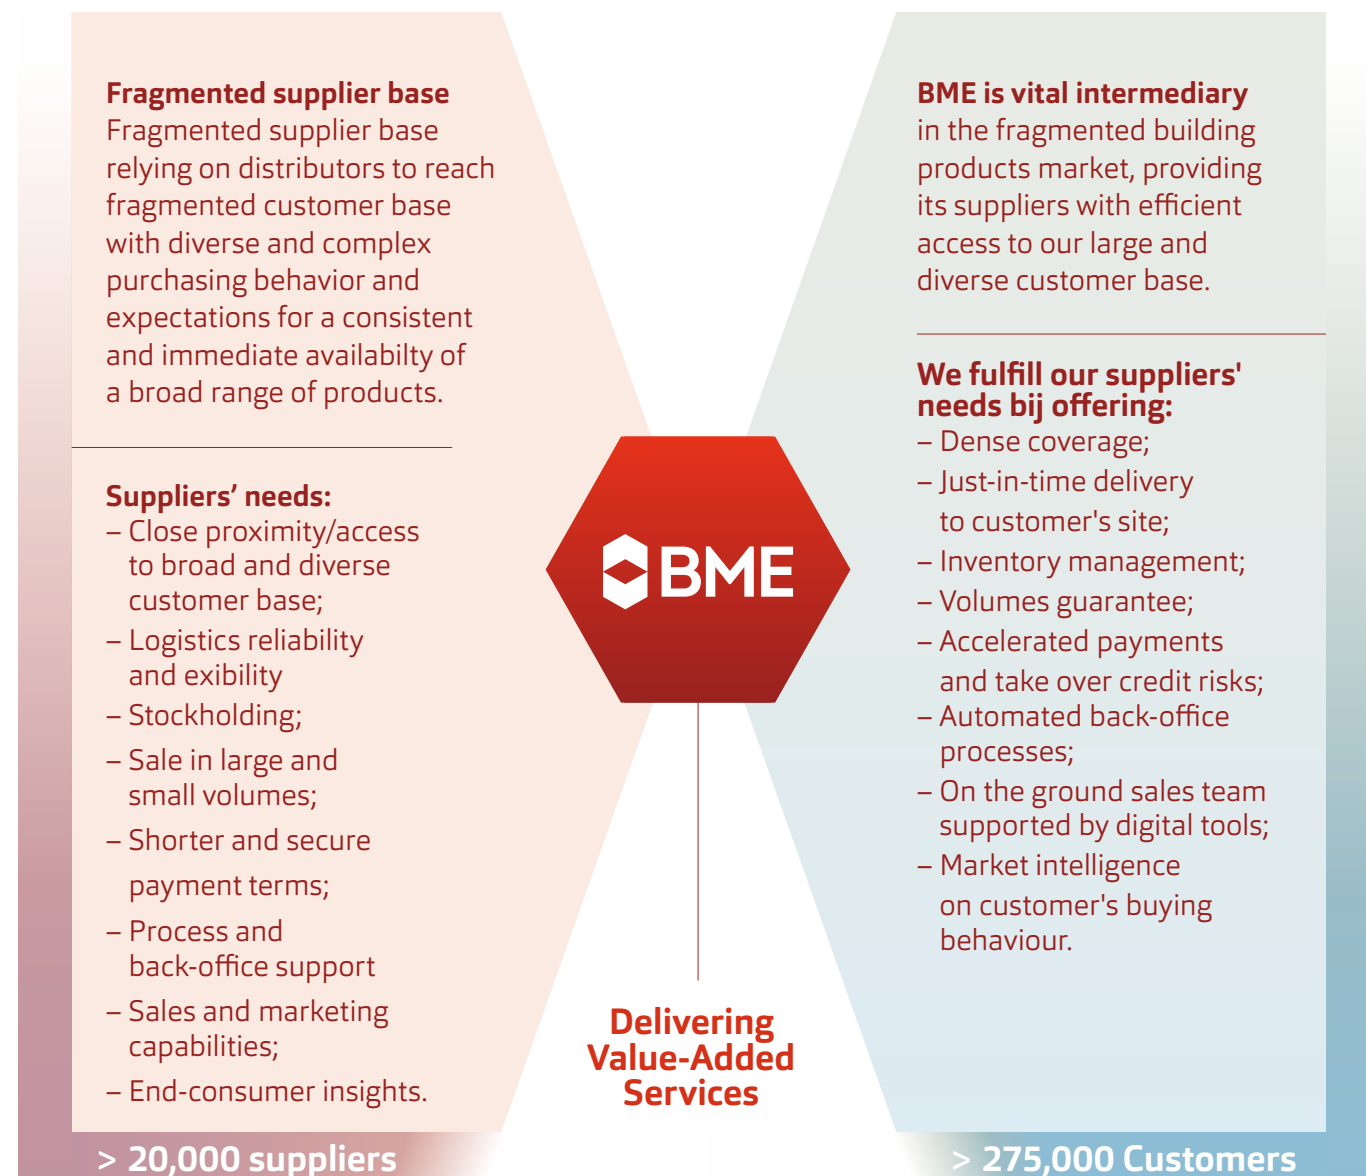 Fragmented supplier base
Fragmented supplier base
relying on distributors to reach
fragmented customer base
with diverse and complex
purchasing behavior and
expectations for a consistent
and immediate availabilty of
a broad range of products.
Suppliers’ needs:
– Close proximity/access
to broad and diverse
customer base;
– Logistics reliability
and exibility
– Stockholding;
– Sale in large and
small volumes;
– Shorter and secure
payment terms;
– Process and
back-office support
– Sales and marketing
capabilities;
– End-consumer insights.
> 20,000 suppliers
BME
Delivering
Value-Added
Services
BME is vital intermediary
in the fragmented building
products market, providing
its suppliers with efficient
access to our large and
diverse customer base.
We fulfill our suppliers'
needs bij offering:
– Dense coverage;
– Just-in-time delivery
to customer's site;
– Inventory management;
– Volumes guarantee;
– Accelerated payments
and take over credit risks;
– Automated back-office
processes;
– On the ground sales team
supported by digital tools;
– Market intelligence
on customer's buying
behaviour.
> 275,000 Customers